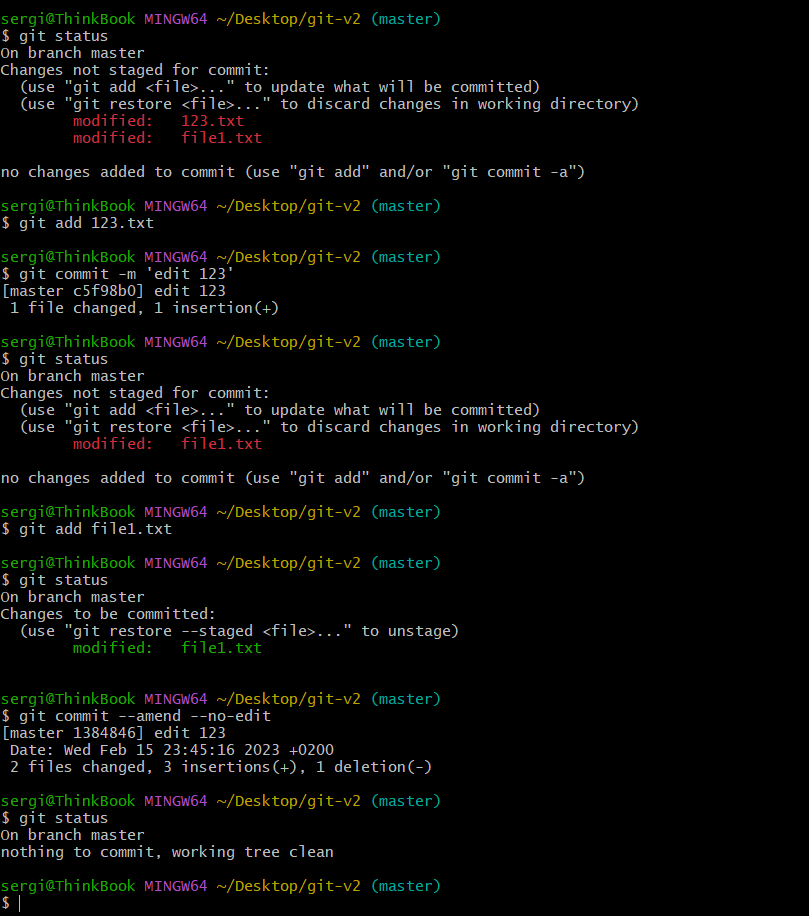 sergi@ThinkBook MINGW64 ~/Desktop/git-v2 (master)
$ git status
On branch master
Changes not staged for commit:
  (use "git add <file>..." to update what will be committed)
  (use "git restore <file>..." to discard changes in working directory)
        modified:   123.txt
        modified:   file1.txt

no changes added to commit (use "git add" and/or "git commit -a")

sergi@ThinkBook MINGW64 ~/Desktop/git-v2 (master)
$ git add 123.txt

sergi@ThinkBook MINGW64 ~/Desktop/git-v2 (master)
$ git commit -m 'edit 123'
[master c5f98b0] edit 123
 1 file changed, 1 insertion(+)

sergi@ThinkBook MINGW64 ~/Desktop/git-v2 (master)
$ git status
On branch master
Changes not staged for commit:
  (use "git add <file>..." to update what will be committed)
  (use "git restore <file>..." to discard changes in working directory)
        modified:   file1.txt

no changes added to commit (use "git add" and/or "git commit -a")

sergi@ThinkBook MINGW64 ~/Desktop/git-v2 (master)
$ git add file1.txt

sergi@ThinkBook MINGW64 ~/Desktop/git-v2 (master)
$ git status
On branch master
Changes to be committed:
  (use "git restore --staged <file>..." to unstage)
        modified:   file1.txt


sergi@ThinkBook MINGW64 ~/Desktop/git-v2 (master)
$ git commit --amend --no-edit
[master 1384846] edit 123
 Date: Wed Feb 15 23:45:16 2023 +0200
 2 files changed, 3 insertions(+), 1 deletion(-)

sergi@ThinkBook MINGW64 ~/Desktop/git-v2 (master)
$ git status
On branch master
nothing to commit, working tree clean

sergi@ThinkBook MINGW64 ~/Desktop/git-v2 (master)
$